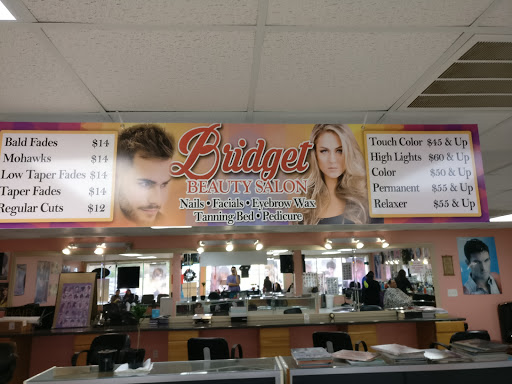 Bald Fades $14
Mohawks $14
Low Taper Fades $14
Taper Fades $14
Regular Cuts $12
Bridget
BEAUTY SALON
Nails • Facials • Eyebrow Wax
Tanning Bed • Pedicure
Touch Color $45 & Up
High Lights $60 & Up
Color $50 & Up
Permanent $55 & Up
Relaxer $55 & Up